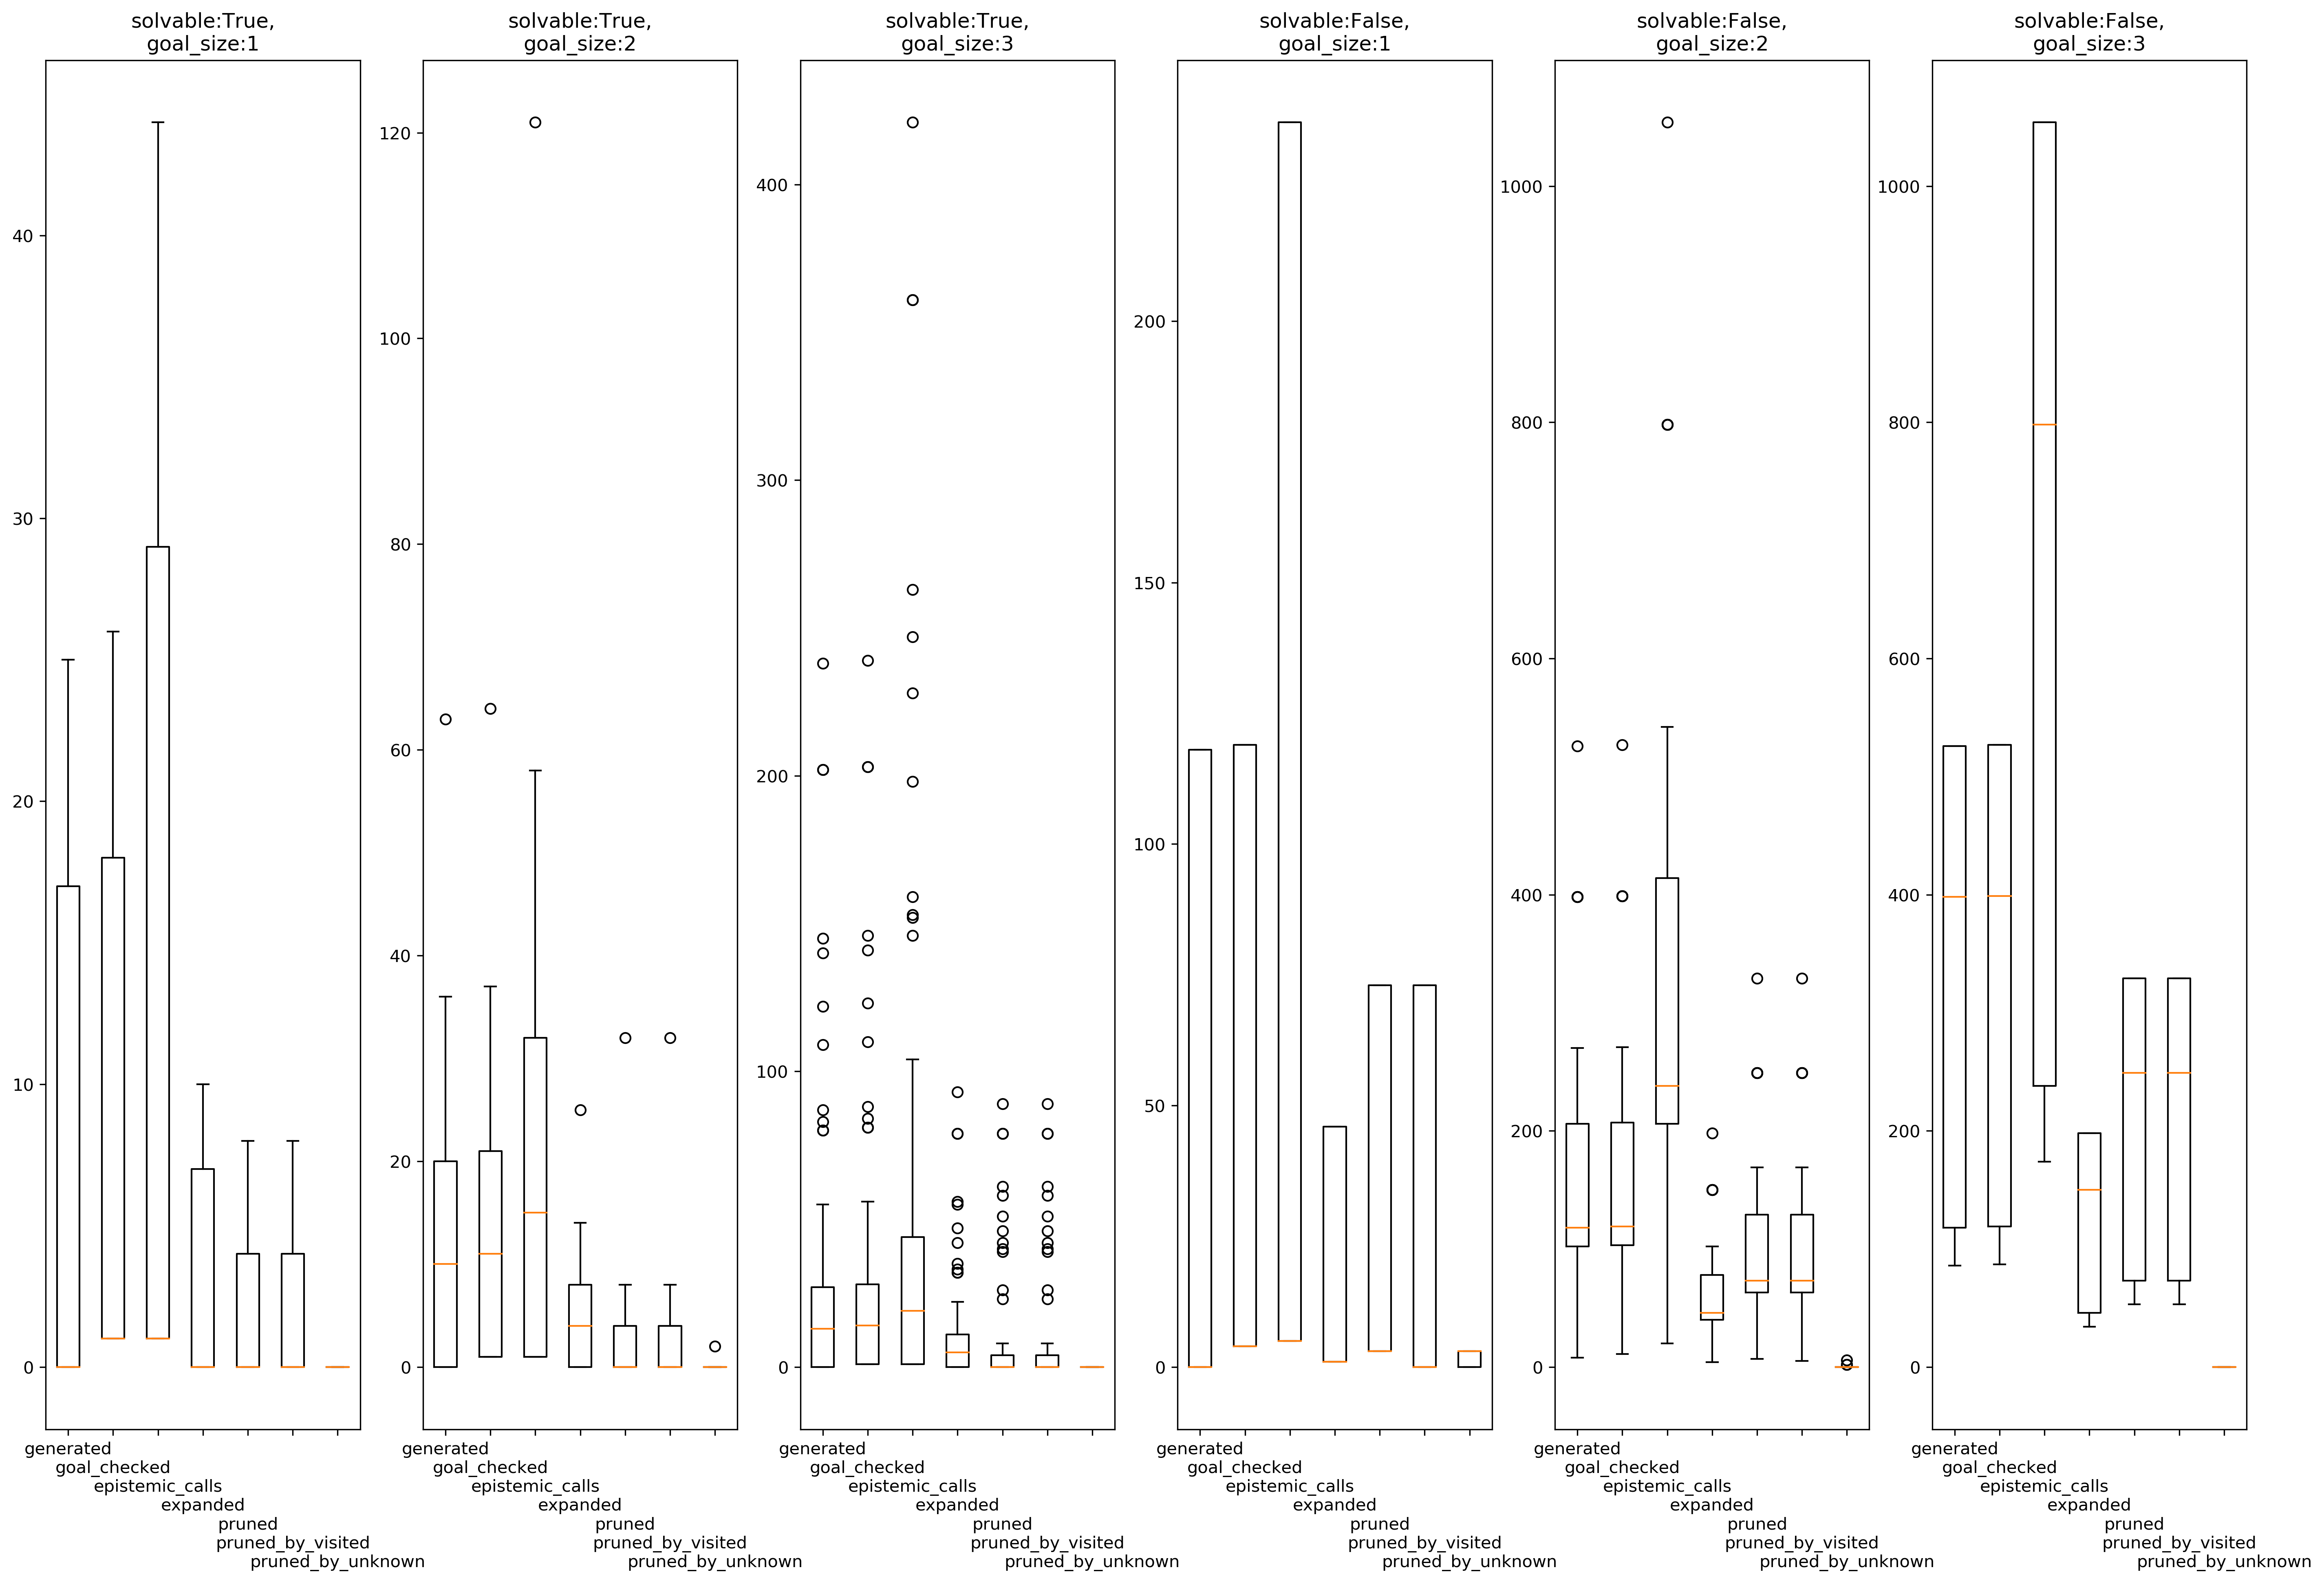 solvable:True,
goal_size:1
40
30
20
10
0
generated
goal_checked
epistemic_calls
expanded
pruned
pruned_by_visited
pruned_by_unknown
solvable:True,
goal_size:2
120
100
80
60
40
20
0
generated
goal_checked
epistemic_calls
expanded
pruned
pruned_by_visited
pruned_by_unknown
solvable:True,
goal_size:3
400
300
200
100
0
generated
goal_checked
epistemic_calls
expanded
pruned
pruned_by_visited
pruned_by_unknown
solvable:False,
goal_size:1
200
150
100
50
0
generated
goal_checked
epistemic_calls
expanded
pruned
pruned_by_visited
pruned_by_unknown
solvable:False,
goal_size:2
1000
800
600
400
200
0
generated
goal_checked
epistemic_calls
expanded
pruned
pruned_by_visited
pruned_by_unknown
solvable:False,
goal_size:3
1000
800
600
400
200
0
generated
goal_checked
epistemic_calls
expanded
pruned
pruned_by_visited
pruned_by_unknown